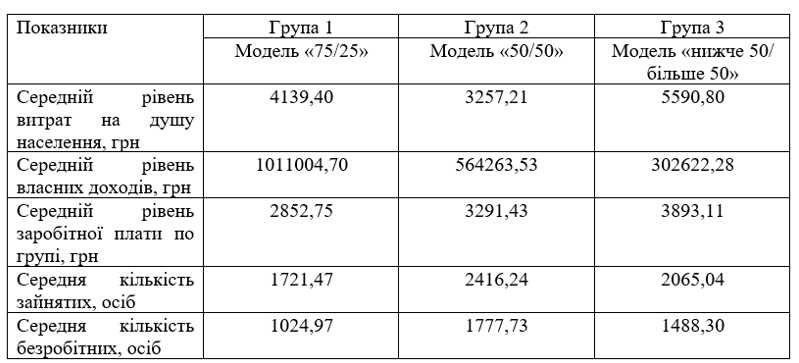 Показники Група 1 Група 2 Група 3
Модель «75/25» Модель «50/50» Модель «нижче 50/
більше 50»
Середній рівень 4139,40 3257,21 5590,80
витрат на душу
населення, грн
Середній рівень 1011004,70 564263,53 302622,28
власних доходів, грн
Середній рівень 2852,75 3291,43 3893,11
заробітної плати по
групі, грн
Середня кількість 1721,47 2416,24 2065,04
зайнятих, осіб
Середня кількість 1024,97 1777,73 1488,30
безробітних, осіб